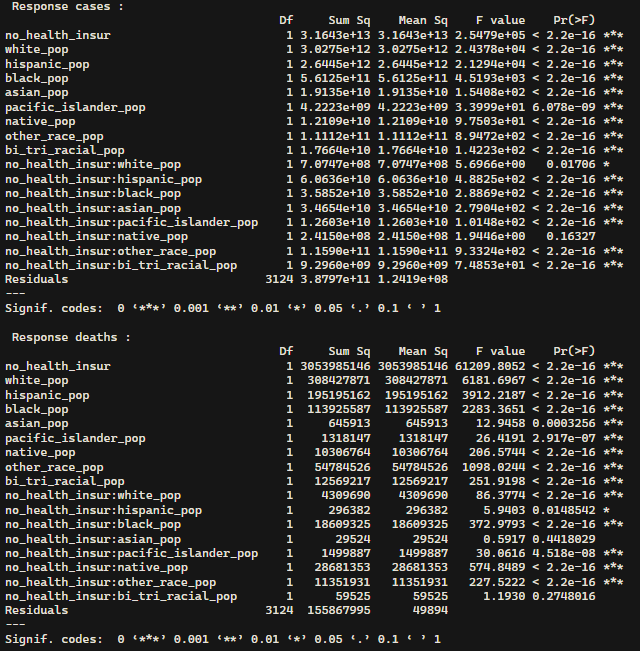 Response cases :
Df Sum Sq Mean Sq F value Pr(>F)
no_health_insur 1 3.1643e+13 3.1643e+13 2.5479e+05 < 2.2e-16 ***
white_pop 1 3.0275e+12 3.0275e+12 2.4378e+04 < 2.2e-16 ***
hispanic_pop 1 2.6445e+12 2.6445e+12 2.1294e+04 < 2.2e-16 ***
black_pop 1 5.6125e+11 5.6125e+11 4.5193e+03 < 2.2e-16 ***
asian_pop 1 1.9135e+10 1.9135e+10 1.5408e+02 < 2.2e-16 ***
pacific_islander_pop 1 4.2223e+09 4.2223e+09 3.3999e+01 6.078e-09 ***
native_pop 1 1.2109e+10 1.2109e+10 9.7503e+01 < 2.2e-16 ***
other_race_pop 1 1.1112e+11 1.1112e+11 8.9472e+02 < 2.2e-16 ***
bi_tri_racial_pop 1 1.7664e+10 1.7664e+10 1.4223e+02 < 2.2e-16 ***
no_health_insur:white_pop 1 7.0747e+08 7.0747e+08 5.6966e+00 0.01706 *
no_health_insur:hispanic_pop 1 6.0636e+10 6.0636e+10 4.8825e+02 < 2.2e-16 ***
no_health_insur:black_pop 1 3.5852e+10 3.5852e+10 2.8869e+02 < 2.2e-16 ***
no_health_insur:asian_pop 1 3.4654e+10 3.4654e+10 2.7904e+02 < 2.2e-16 ***
no_health_insur:pacific_islander_pop 1 1.2603e+10 1.2603e+10 1.0148e+02 < 2.2e-16 ***
no_health_insur:native_pop 1 2.4150e+08 2.4150e+08 1.9446e+00 0.16327
no_health_insur:other_race_pop 1 1.1590e+11 1.1590e+11 9.3324e+02 < 2.2e-16 ***
no_health_insur:bi_tri_racial_pop 1 9.2960e+09 9.2960e+09 7.4853e+01 < 2.2e-16 ***
Residuals 3124 3.8797e+11 1.2419e+08
---
Signif. codes: 0 ‘***’ 0.001 ‘**’ 0.01 ‘*’ 0.05 ‘.’ 0.1 ‘ ’ 1
Response deaths :
Df Sum Sq Mean Sq F value Pr(>F)
no_health_insur 1 3053985146 3053985146 61209.8052 < 2.2e-16 ***
white_pop 1 308427871 308427871 6181.6967 < 2.2e-16 ***
hispanic_pop 1 195195162 195195162 3912.2187 < 2.2e-16 ***
black_pop 1 113925587 113925587 2283.3651 < 2.2e-16 ***
asian_pop 1 645913 645913 12.9458 0.0003256 ***
pacific_islander_pop 1 1318147 1318147 26.4191 2.917e-07 ***
native_pop 1 10306764 10306764 206.5744 < 2.2e-16 ***
other_race_pop 1 54784526 54784526 1098.0244 < 2.2e-16 ***
bi_tri_racial_pop 1 12569217 12569217 251.9198 < 2.2e-16 ***
no_health_insur:white_pop 1 4309690 4309690 86.3774 < 2.2e-16 ***
no_health_insur:hispanic_pop 1 296382 296382 5.9403 0.0148542 *
no_health_insur:black_pop 1 18609325 18609325 372.9793 < 2.2e-16 ***
no_health_insur:asian_pop 1 29524 29524 0.5917 0.4418029
no_health_insur:pacific_islander_pop 1 1499887 1499887 30.0616 4.518e-08 ***
no_health_insur:native_pop 1 28681353 28681353 574.8489 < 2.2e-16 ***
no_health_insur:other_race_pop 1 11351931 11351931 227.5222 < 2.2e-16 ***
no_health_insur:bi_tri_racial_pop 1 59525 59525 1.1930 0.2748016
Residuals 3124 155867995 49894
---
Signif. codes: 0 ‘***’ 0.001 ‘**’ 0.01 ‘*’ 0.05 ‘.’ 0.1 ‘ ’ 1